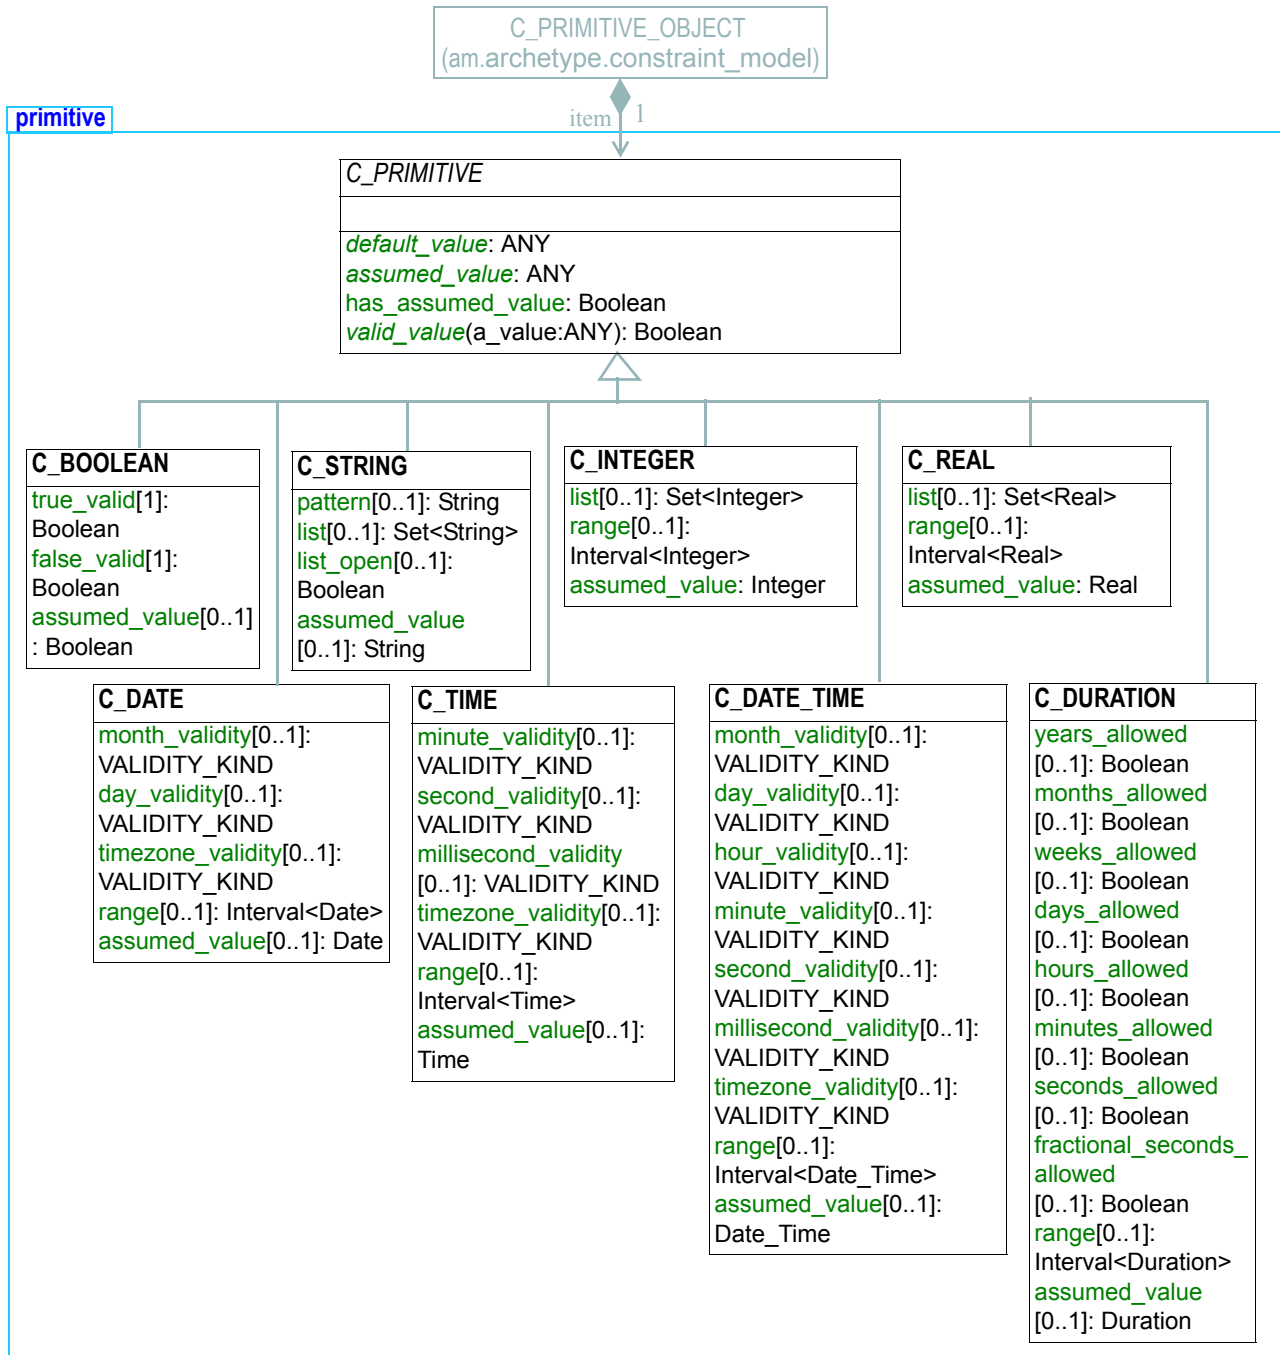 C_PRIMITIVE_OBJECT
(am.archetype.constraint_model)
item 1
primitive
C_PRIMITIVE
default_value: ANY
assumed_value: ANY
has_assumed_value: Boolean
valid_value(a_value:ANY): Boolean
C_BOOLEAN
true_valid[1]:
Boolean
false_valid[1]:
Boolean
assumed_value[0..1]
: Boolean
C_STRING
pattern[0..1]: String
list[0..1]: Set<String>
list_open[0..1]:
Boolean
assumed_value
[0..1]: String
C_INTEGER
list[0..1]: Set<Integer>
range[0..1]:
Interval<Integer>
assumed_value: Integer
C_REAL
list[0..1]: Set<Real>
range[0..1]:
Interval<Real>
assumed_value: Real
C_DATE
month_validity[0..1]:
VALIDITY_KIND
day_validity[0..1]:
VALIDITY_KIND
timezone_validity[0..1]:
VALIDITY_KIND
range[0..1]: Interval<Date>
assumed_value[0..1]: Date
C_TIME
minute_validity[0..1]:
VALIDITY_KIND
second_validity[0..1]:
VALIDITY_KIND
millisecond_validity
[0..1]: VALIDITY_KIND
timezone_validity[0..1]:
VALIDITY_KIND
range[0..1]:
Interval<Time>
assumed_value[0..1]:
Time
C_DATE_TIME
month_validity[0..1]:
VALIDITY_KIND
day_validity[0..1]:
VALIDITY_KIND
hour_validity[0..1]:
VALIDITY_KIND
minute_validity[0..1]:
VALIDITY_KIND
second_validity[0..1]:
VALIDITY_KIND
millisecond_validity[0..1]:
VALIDITY_KIND
timezone_validity[0..1]:
VALIDITY_KIND
range[0..1]:
Interval<Date_Time>
assumed_value[0..1]:
Date_Time
C_DURATION
years_allowed
[0..1]: Boolean
months_allowed
[0..1]: Boolean
weeks_allowed
[0..1]: Boolean
days_allowed
[0..1]: Boolean
hours_allowed
[0..1]: Boolean
minutes_allowed
[0..1]: Boolean
seconds_allowed
[0..1]: Boolean
fractional_seconds_
allowed
[0..1]: Boolean
range[0..1]:
Interval<Duration>
assumed_value
[0..1]: Duration